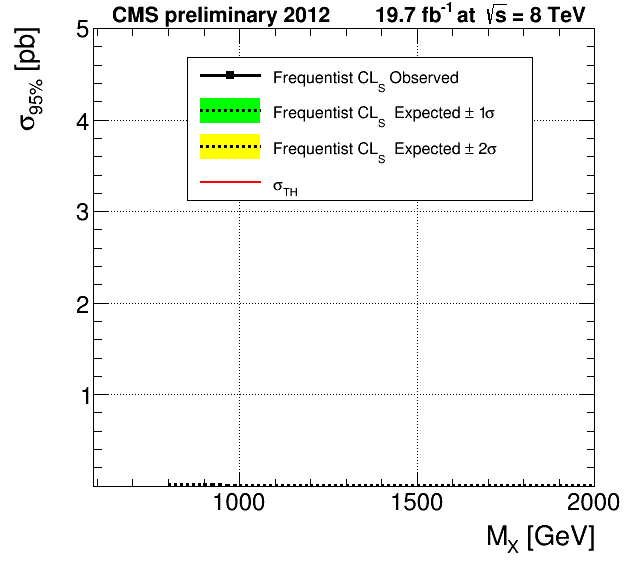 CMS preliminary 2012 19.7 fb⁻¹ at √s = 8 TeV
σ95% [pb]
5
4
3
2
1
Frequentist CLS Observed
Frequentist CLS Expected ± 1σ
Frequentist CLS Expected ± 2σ
σTH
1000 1500 2000
MX [GeV]